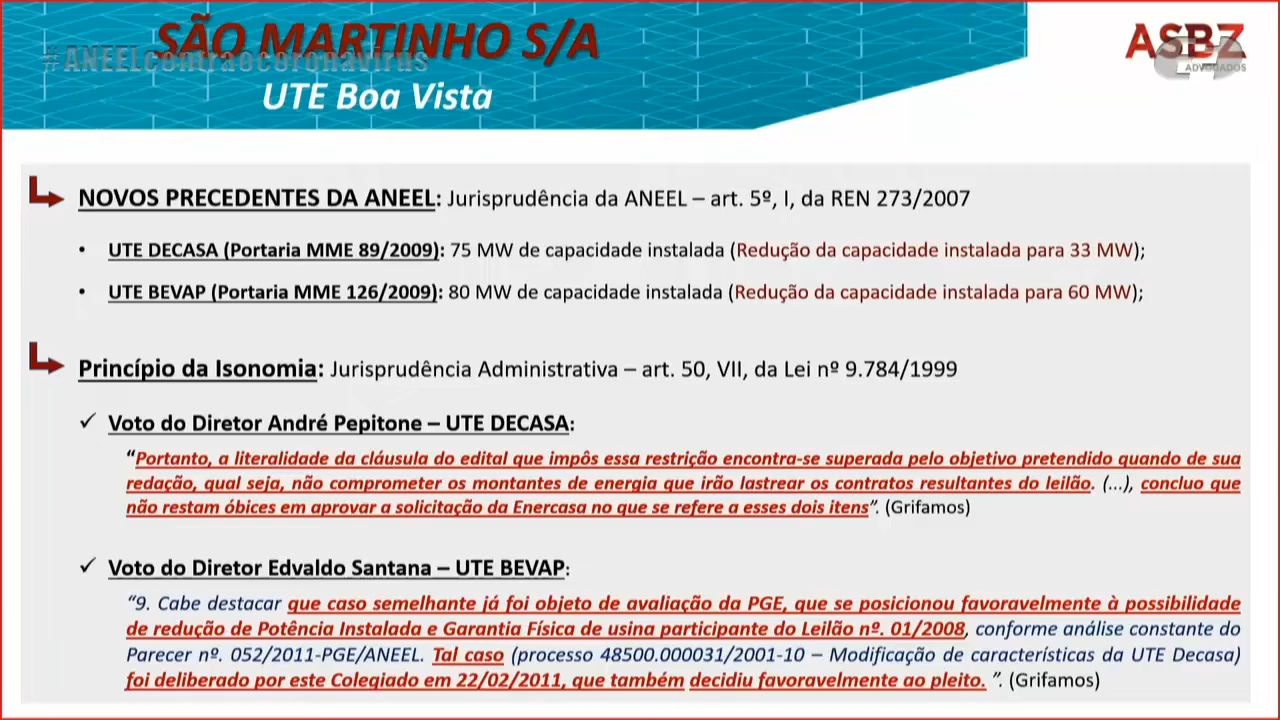 SÃO MARTINHO S/A
#ANEELcontraocoronavírus
UTE Boa Vista
ASBZ
ADVOGADOS
NOVOS PRECEDENTES DA ANEEL: Jurisprudência da ANEEL – art. 5º, I, da REN 273/2007
• UTE DECASA (Portaria MME 89/2009): 75 MW de capacidade instalada (Redução da capacidade instalada para 33 MW);
• UTE BEVAP (Portaria MME 126/2009): 80 MW de capacidade instalada (Redução da capacidade instalada para 60 MW);
Princípio da Isonomia: Jurisprudência Administrativa – art. 50, VII, da Lei nº 9.784/1999
✓ Voto do Diretor André Pepitone – UTE DECASA:
“Portanto, a literalidade da cláusula do edital que impôs essa restrição encontra-se superada pelo objetivo pretendido quando de sua
redação, qual seja, não comprometer os montantes de energia que irão lastrear os contratos resultantes do leilão. (...), concluo que
não restam óbices em aprovar a solicitação da Enercasa no que se refere a esses dois itens”. (Grifamos)
✓ Voto do Diretor Edvaldo Santana – UTE BEVAP:
“9. Cabe destacar que caso semelhante já foi objeto de avaliação da PGE, que se posicionou favoravelmente à possibilidade
de redução de Potência Instalada e Garantia Física de usina participante do Leilão nº. 01/2008, conforme análise constante do
Parecer nº. 052/2011-PGE/ANEEL. Tal caso (processo 48500.000031/2001-10 – Modificação de características da UTE Decasa)
foi deliberado por este Colegiado em 22/02/2011, que também decidiu favoravelmente ao pleito. ”. (Grifamos)